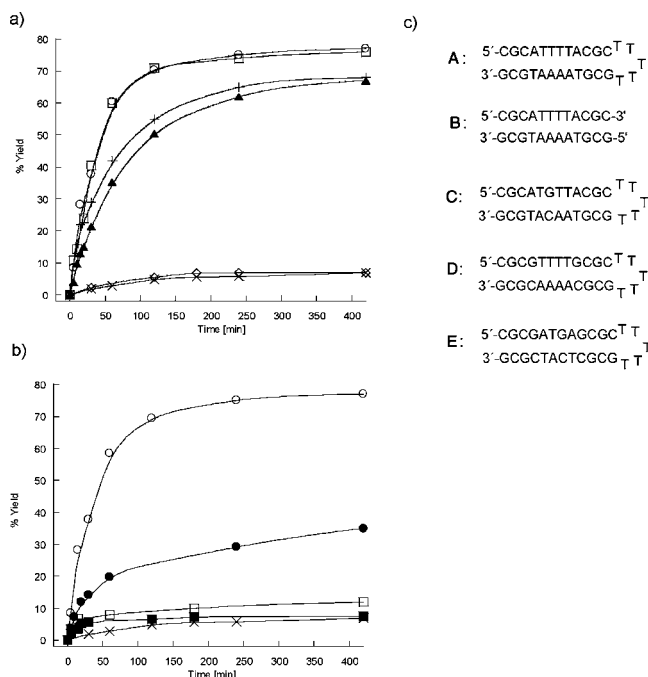 a)
80
70
60
50
40
30
20
10
0
% Yield
0 50 100 150 200 250 300 350 400
Time [min]
b)
80
70
60
50
40
30
20
10
0
% Yield
0 50 100 150 200 250 300 350 400
Time [min]
c)
A: 5´-CGCATTTTACGC T T
T
3´-GCGTAAAATGCG T T
B: 5´-CGCATTTTACGC-3'
3´-GCGTAAAATGCG-5'
C: 5´-CGCATGTTACGC T T
T
3´-GCGTACAATGCG T T
D: 5´-CGCGTTTTGCGC T T
T
3´-GCGCAAAACGCG T T
E: 5´-CGCGATGAGCGC T T
T
3´-GCGCTACTCGCG T T